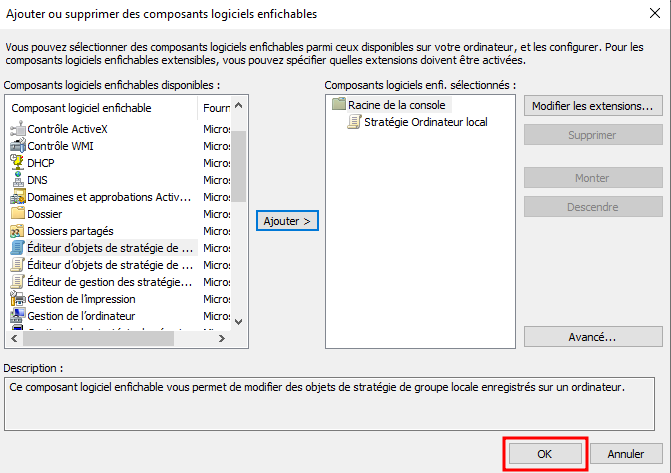 Ajouter ou supprimer des composants logiciels enfichables
Vous pouvez sélectionner des composants logiciels enfichables parmi ceux disponibles sur votre ordinateur, et les configurer. Pour les
composants logiciels enfichables extensibles, vous pouvez spécifier quelles extensions doivent être activées.
Composants logiciels enfichables disponibles :
Composant logiciel enfichable Fourn
Contrôle ActiveX Micros
Contrôle WMI Micros
DHCP Micros
DNS Micros
Domaines et approbations Activ... Micros
Dossier Micros
Dossiers partagés Micros
Éditeur d'objets de stratégie de ... Micros
Éditeur d'objets de stratégie de ... Micros
Éditeur de gestion des stratégie... Micros
Gestion de l'impression Micros
Gestion de l'ordinateur Micros
Ajouter >
Composants logiciels enfi. sélectionnés :
Racine de la console
Stratégie Ordinateur local
Modifier les extensions...
Supprimer
Monter
Descendre
Avancé...
Description :
Ce composant logiciel enfichable vous permet de modifier des objets de stratégie de groupe locale enregistrés sur un ordinateur.
OK
Annuler